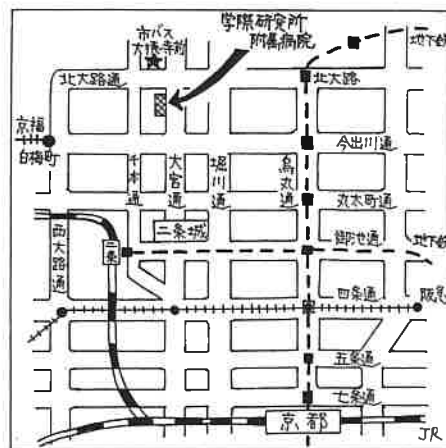 市バス
大徳寺前
学際研究所
附属病院
地下鉄
北大路通
北大路
京福
白梅町
今出川通
千本通
大宮通
堀川通
烏丸通
丸太町通
西大路通
二条城
二条
御池通
地下鉄
四条通
阪急
五条通
七条通
京都
JR